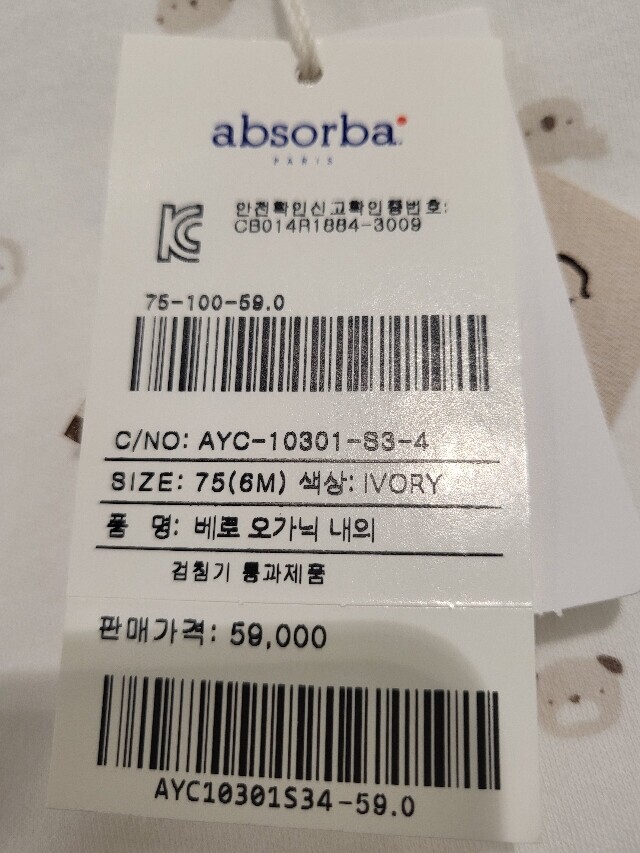 absorba
PARIS
안전확인신고확인증번호:
CB014R1884-3009
75-100-59.0
C/NO: AYC-10301-S3-4
SIZE: 75(6M) 색상: IVORY
품 명: 베로 오가닉 내의
검침기 통과제품
판매가격: 59,000
AYC10301S34-59.0